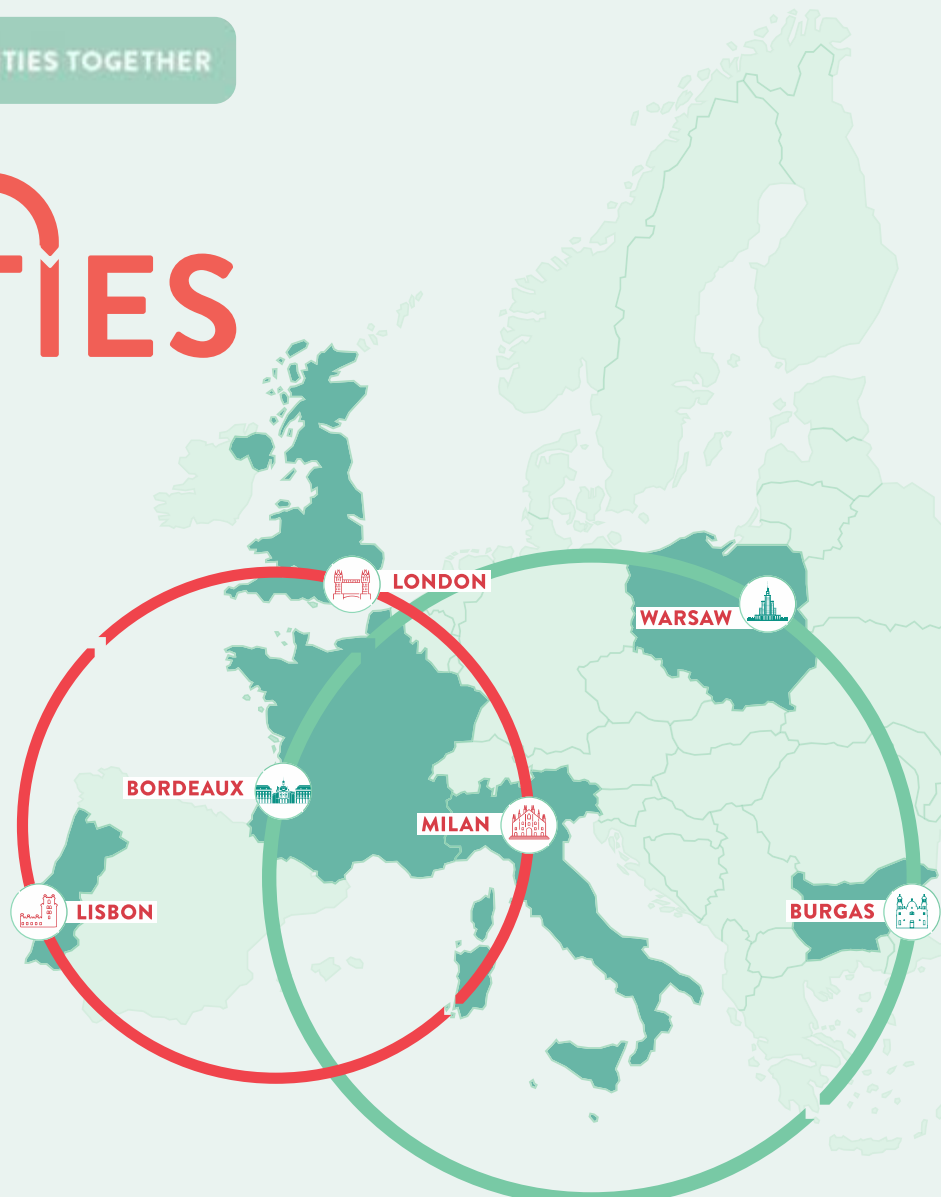 TIES TOGETHER
TIES
LONDON
WARSAW
BORDEAUX
MILAN
LISBON
BURGAS